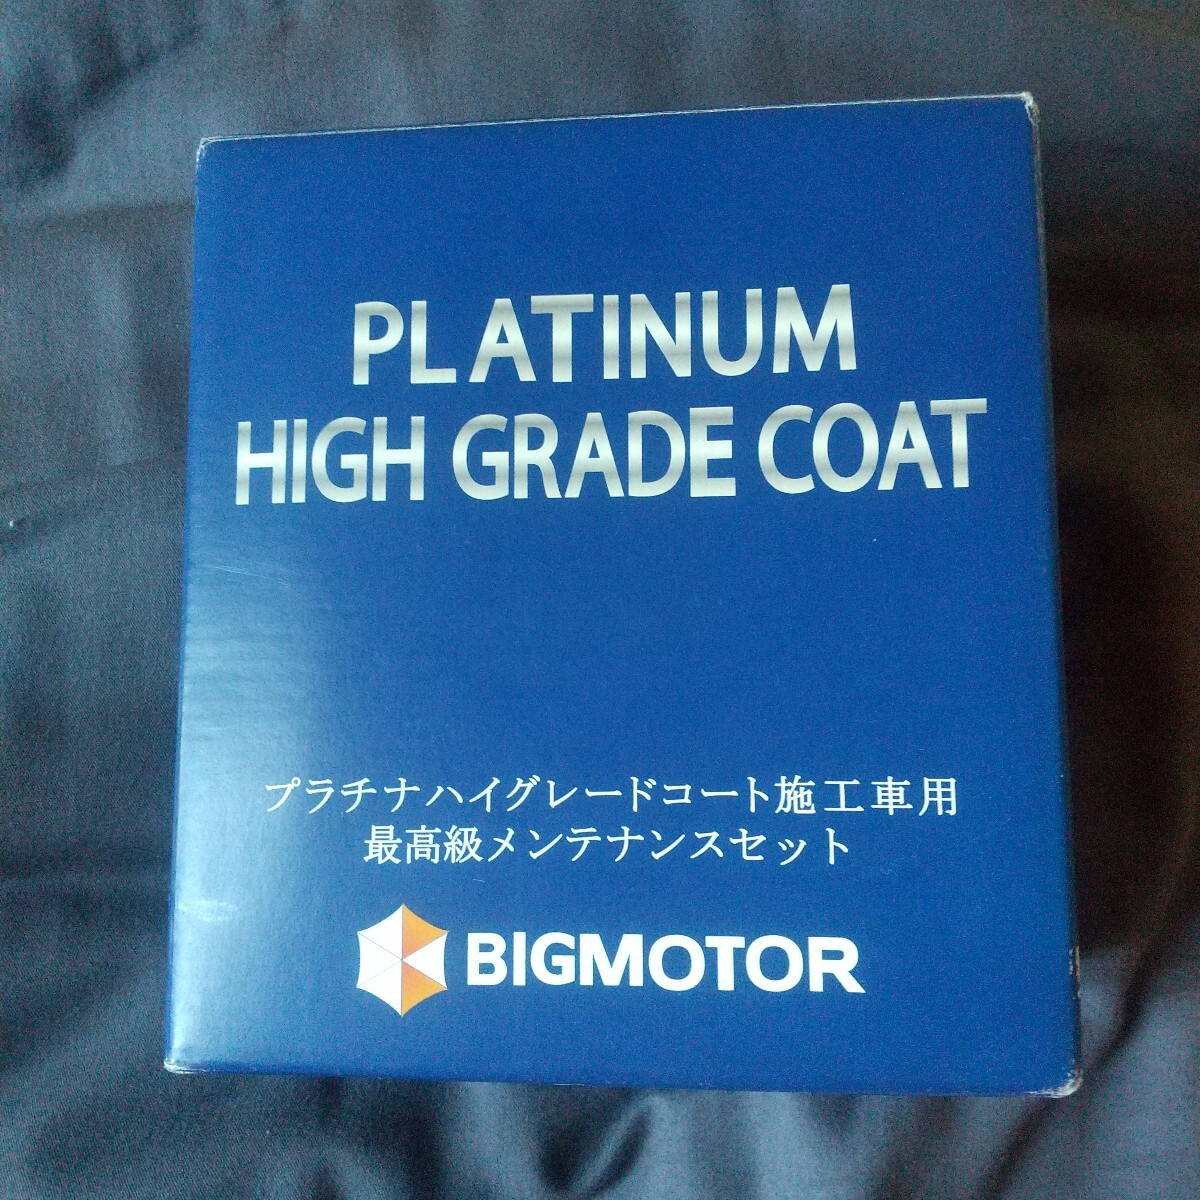 PLATINUM
HIGH GRADE COAT
プラチナハイグレードコート施工車用
最高級メンテナンスセット
BIGMOTOR